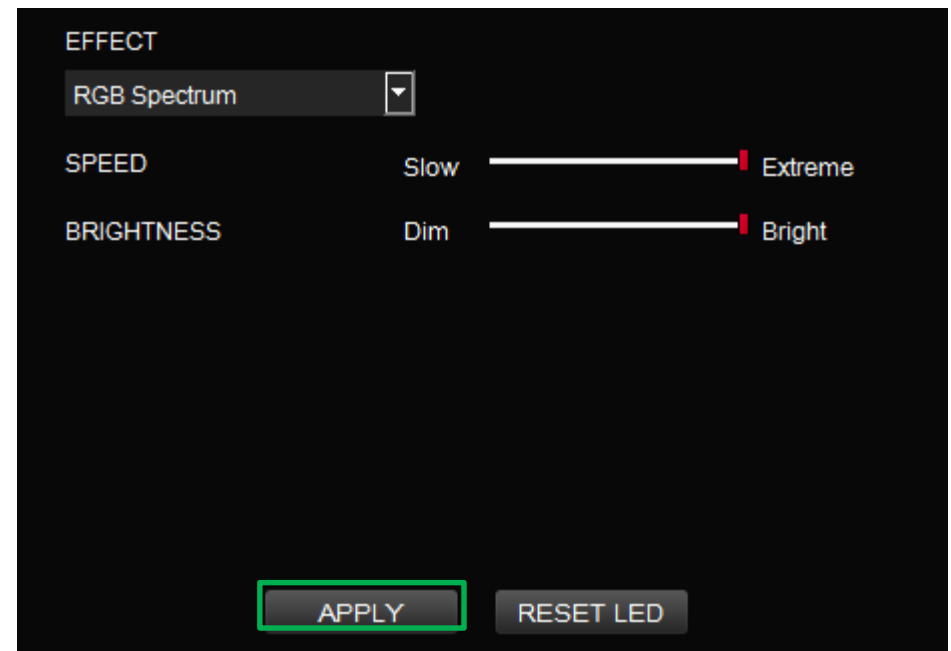 EFFECT
RGB Spectrum
SPEED Slow Extreme
BRIGHTNESS Dim Bright
APPLY RESET LED